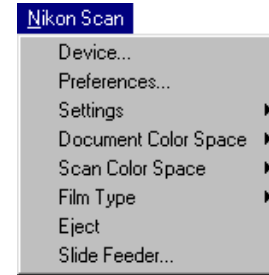 Nikon Scan
Device...
Preferences...
Settings
Document Color Space
Scan Color Space
Film Type
Eject
Slide Feeder...